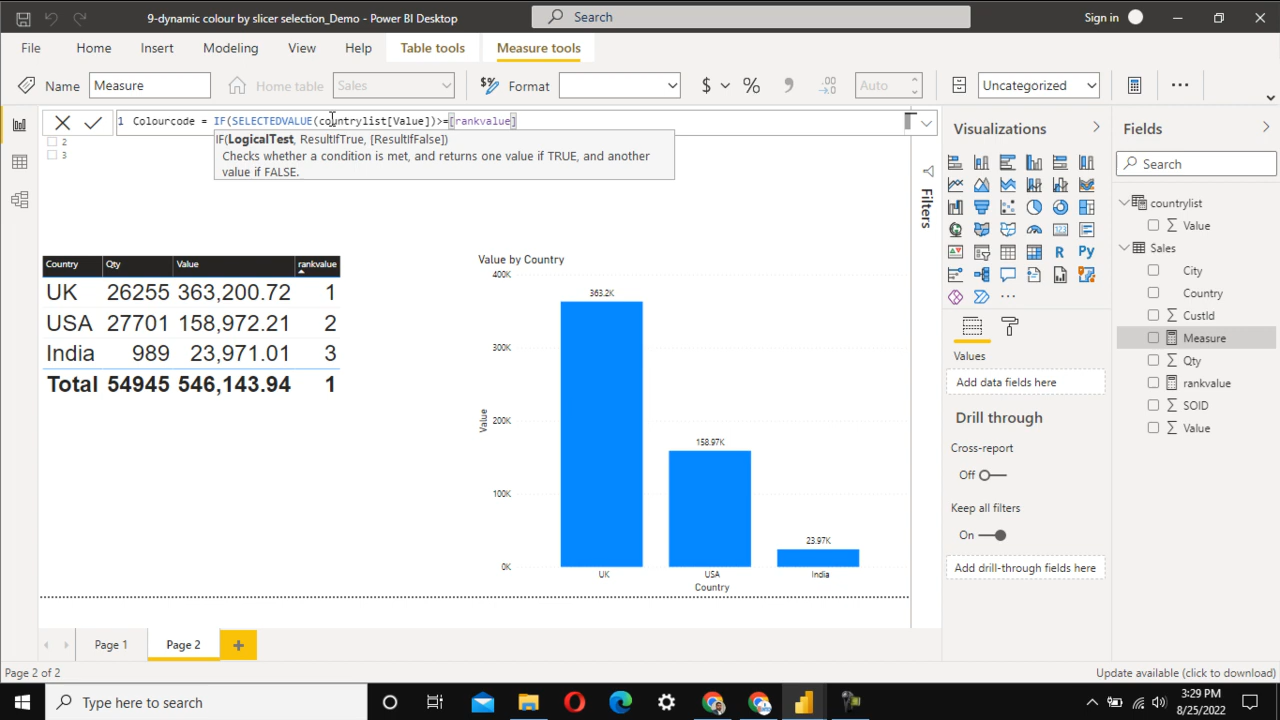 9-dynamic colour by slicer selection_Demo - Power BI Desktop
Search
Sign in
File
Home
Insert
Modeling
View
Help
Table tools
Measure tools
Name
Measure
Home table
Sales
Format
$
%
Auto
Uncategorized
1 Colourcode = IF(SELECTEDVALUE(countrylist[Value])>=[rankvalue]
IF(LogicalTest, ResultIfTrue, [ResultIfFalse])
Checks whether a condition is met, and returns one value if TRUE, and another
value if FALSE.
2
3
Country Qty Value rankvalue
UK 26255 363,200.72 1
USA 27701 158,972.21 2
India 989 23,971.01 3
Total 54945 546,143.94 1
Value by Country
400K
300K
200K
100K
0K
Value
363.2K
158.97K
23.97K
UK
USA
India
Country
Filters
Visualizations
R
Py
Values
Add data fields here
Drill through
Cross-report
Off
Keep all filters
On
Add drill-through fields here
Fields
Search
countrylist
Value
Sales
City
Country
CustId
Measure
Qty
rankvalue
SOID
Value
Page 1
Page 2
Page 2 of 2
Update available (click to download)
Type here to search
3:29 PM
8/25/2022